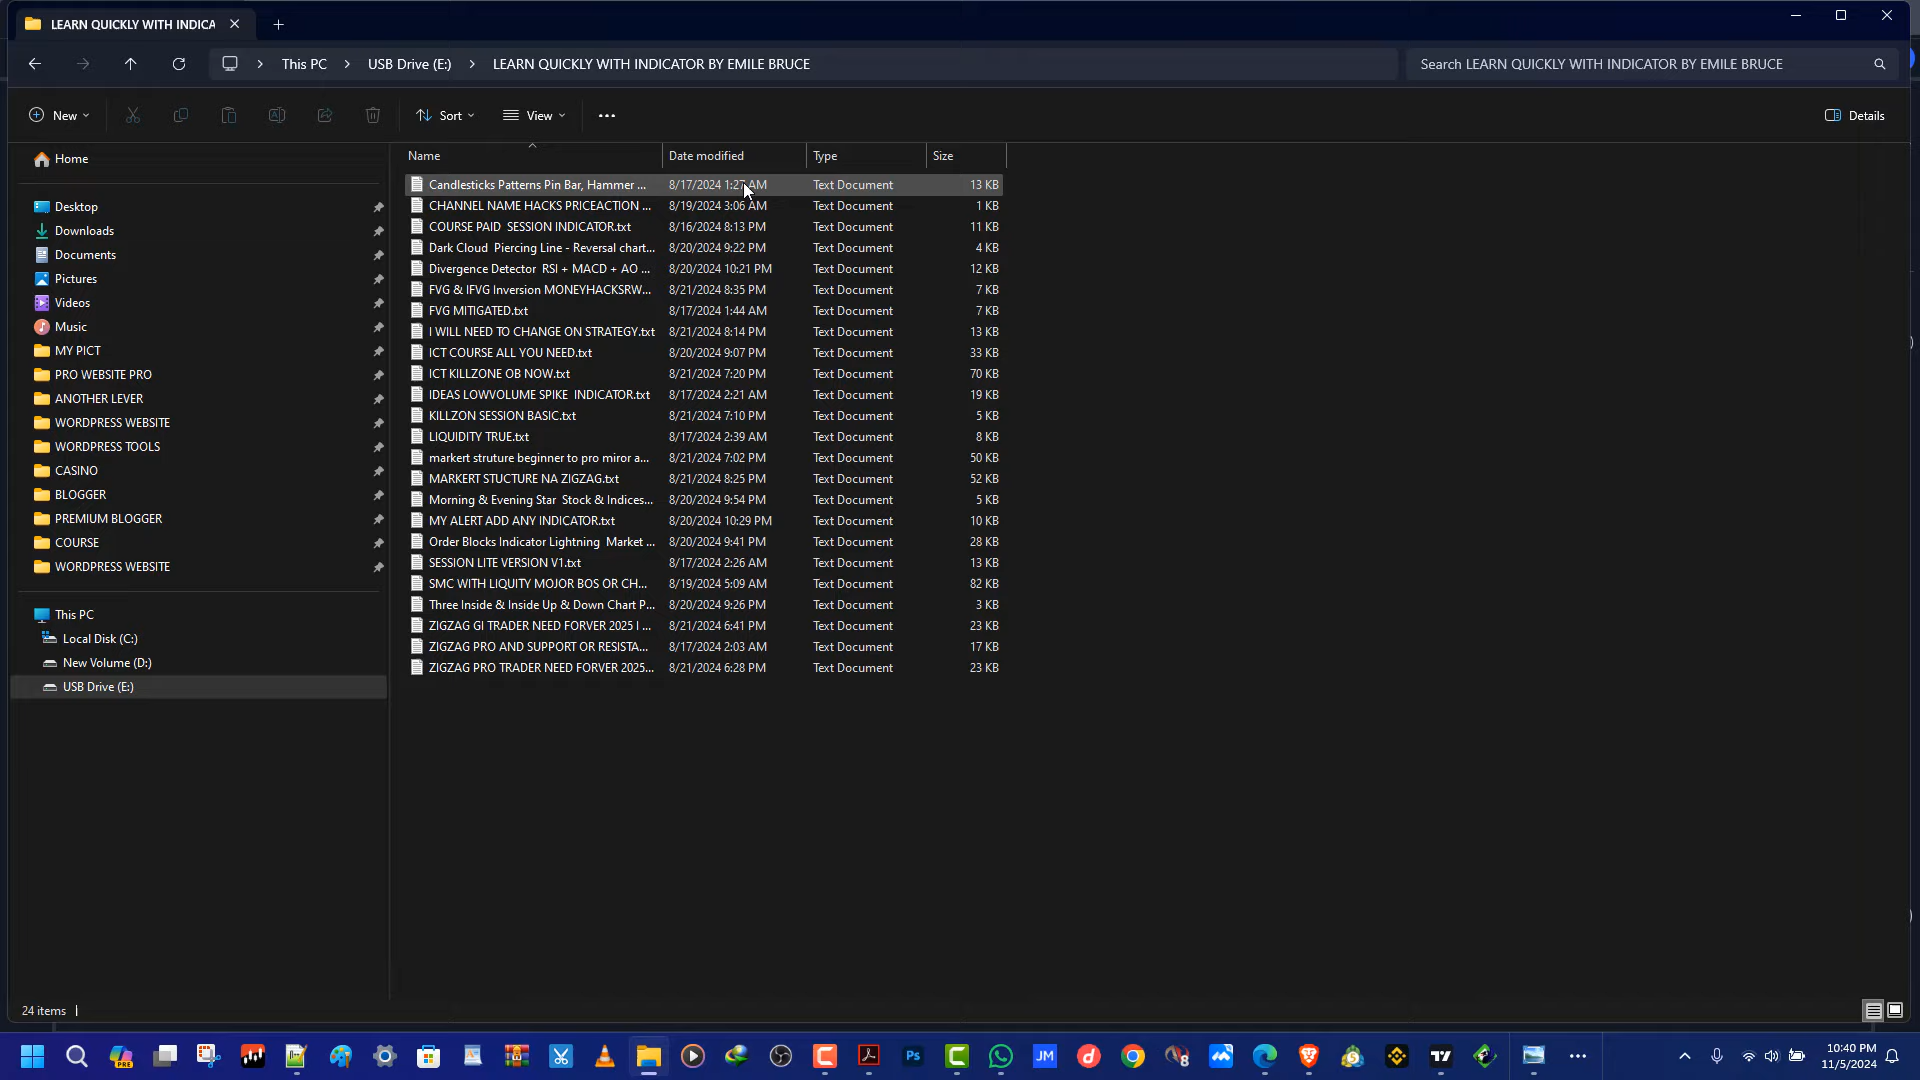 LEARN QUICKLY WITH INDICA
This PC
USB Drive (E:)
LEARN QUICKLY WITH INDICATOR BY EMILE BRUCE
Search LEARN QUICKLY WITH INDICATOR BY EMILE BRUCE
New
Sort
View
Details
Home
Desktop
Downloads
Documents
Pictures
Videos
Music
MY PICT
PRO WEBSITE PRO
ANOTHER LEVER
WORDPRESS WEBSITE
WORDPRESS TOOLS
CASINO
BLOGGER
PREMIUM BLOGGER
COURSE
WORDPRESS WEBSITE
This PC
Local Disk (C:)
New Volume (D:)
USB Drive (E:)
Name Date modified Type Size
Candlesticks Patterns Pin Bar, Hammer ... 8/17/2024 1:27 AM Text Document 13 KB
CHANNEL NAME HACKS PRICEACTION ... 8/19/2024 3:06 AM Text Document 1 KB
COURSE PAID SESSION INDICATOR.txt 8/16/2024 8:13 PM Text Document 11 KB
Dark Cloud Piercing Line - Reversal chart... 8/20/2024 9:22 PM Text Document 4 KB
Divergence Detector RSI + MACD + AO ... 8/20/2024 10:21 PM Text Document 12 KB
FVG & IFVG Inversion MONEYHACKSRW... 8/21/2024 8:35 PM Text Document 7 KB
FVG MITIGATED.txt 8/17/2024 1:44 AM Text Document 7 KB
I WILL NEED TO CHANGE ON STRATEGY.txt 8/21/2024 8:14 PM Text Document 13 KB
ICT COURSE ALL YOU NEED.txt 8/20/2024 9:07 PM Text Document 33 KB
ICT KILLZONE OB NOW.txt 8/21/2024 7:20 PM Text Document 70 KB
IDEAS LOWVOLUME SPIKE INDICATOR.txt 8/17/2024 2:21 AM Text Document 19 KB
KILLZON SESSION BASIC.txt 8/21/2024 7:10 PM Text Document 5 KB
LIQUIDITY TRUE.txt 8/17/2024 2:39 AM Text Document 8 KB
markert struture beginner to pro miror a... 8/21/2024 7:02 PM Text Document 50 KB
MARKERT STUCTURE NA ZIGZAG.txt 8/21/2024 8:25 PM Text Document 52 KB
Morning & Evening Star Stock & Indices... 8/20/2024 9:54 PM Text Document 5 KB
MY ALERT ADD ANY INDICATOR.txt 8/20/2024 10:29 PM Text Document 10 KB
Order Blocks Indicator Lightning Market ... 8/20/2024 9:41 PM Text Document 28 KB
SESSION LITE VERSION V1.txt 8/17/2024 2:26 AM Text Document 13 KB
SMC WITH LIQUITY MOJOR BOS OR CH... 8/19/2024 5:09 AM Text Document 82 KB
Three Inside & Inside Up & Down Chart P... 8/20/2024 9:26 PM Text Document 3 KB
ZIGZAG GI TRADER NEED FORVER 2025 I ... 8/21/2024 6:41 PM Text Document 23 KB
ZIGZAG PRO AND SUPPORT OR RESISTA... 8/17/2024 2:03 AM Text Document 17 KB
ZIGZAG PRO TRADER NEED FORVER 2025... 8/21/2024 6:28 PM Text Document 23 KB
24 items
PRE
Ps
JM
8
10:40 PM
11/5/2024